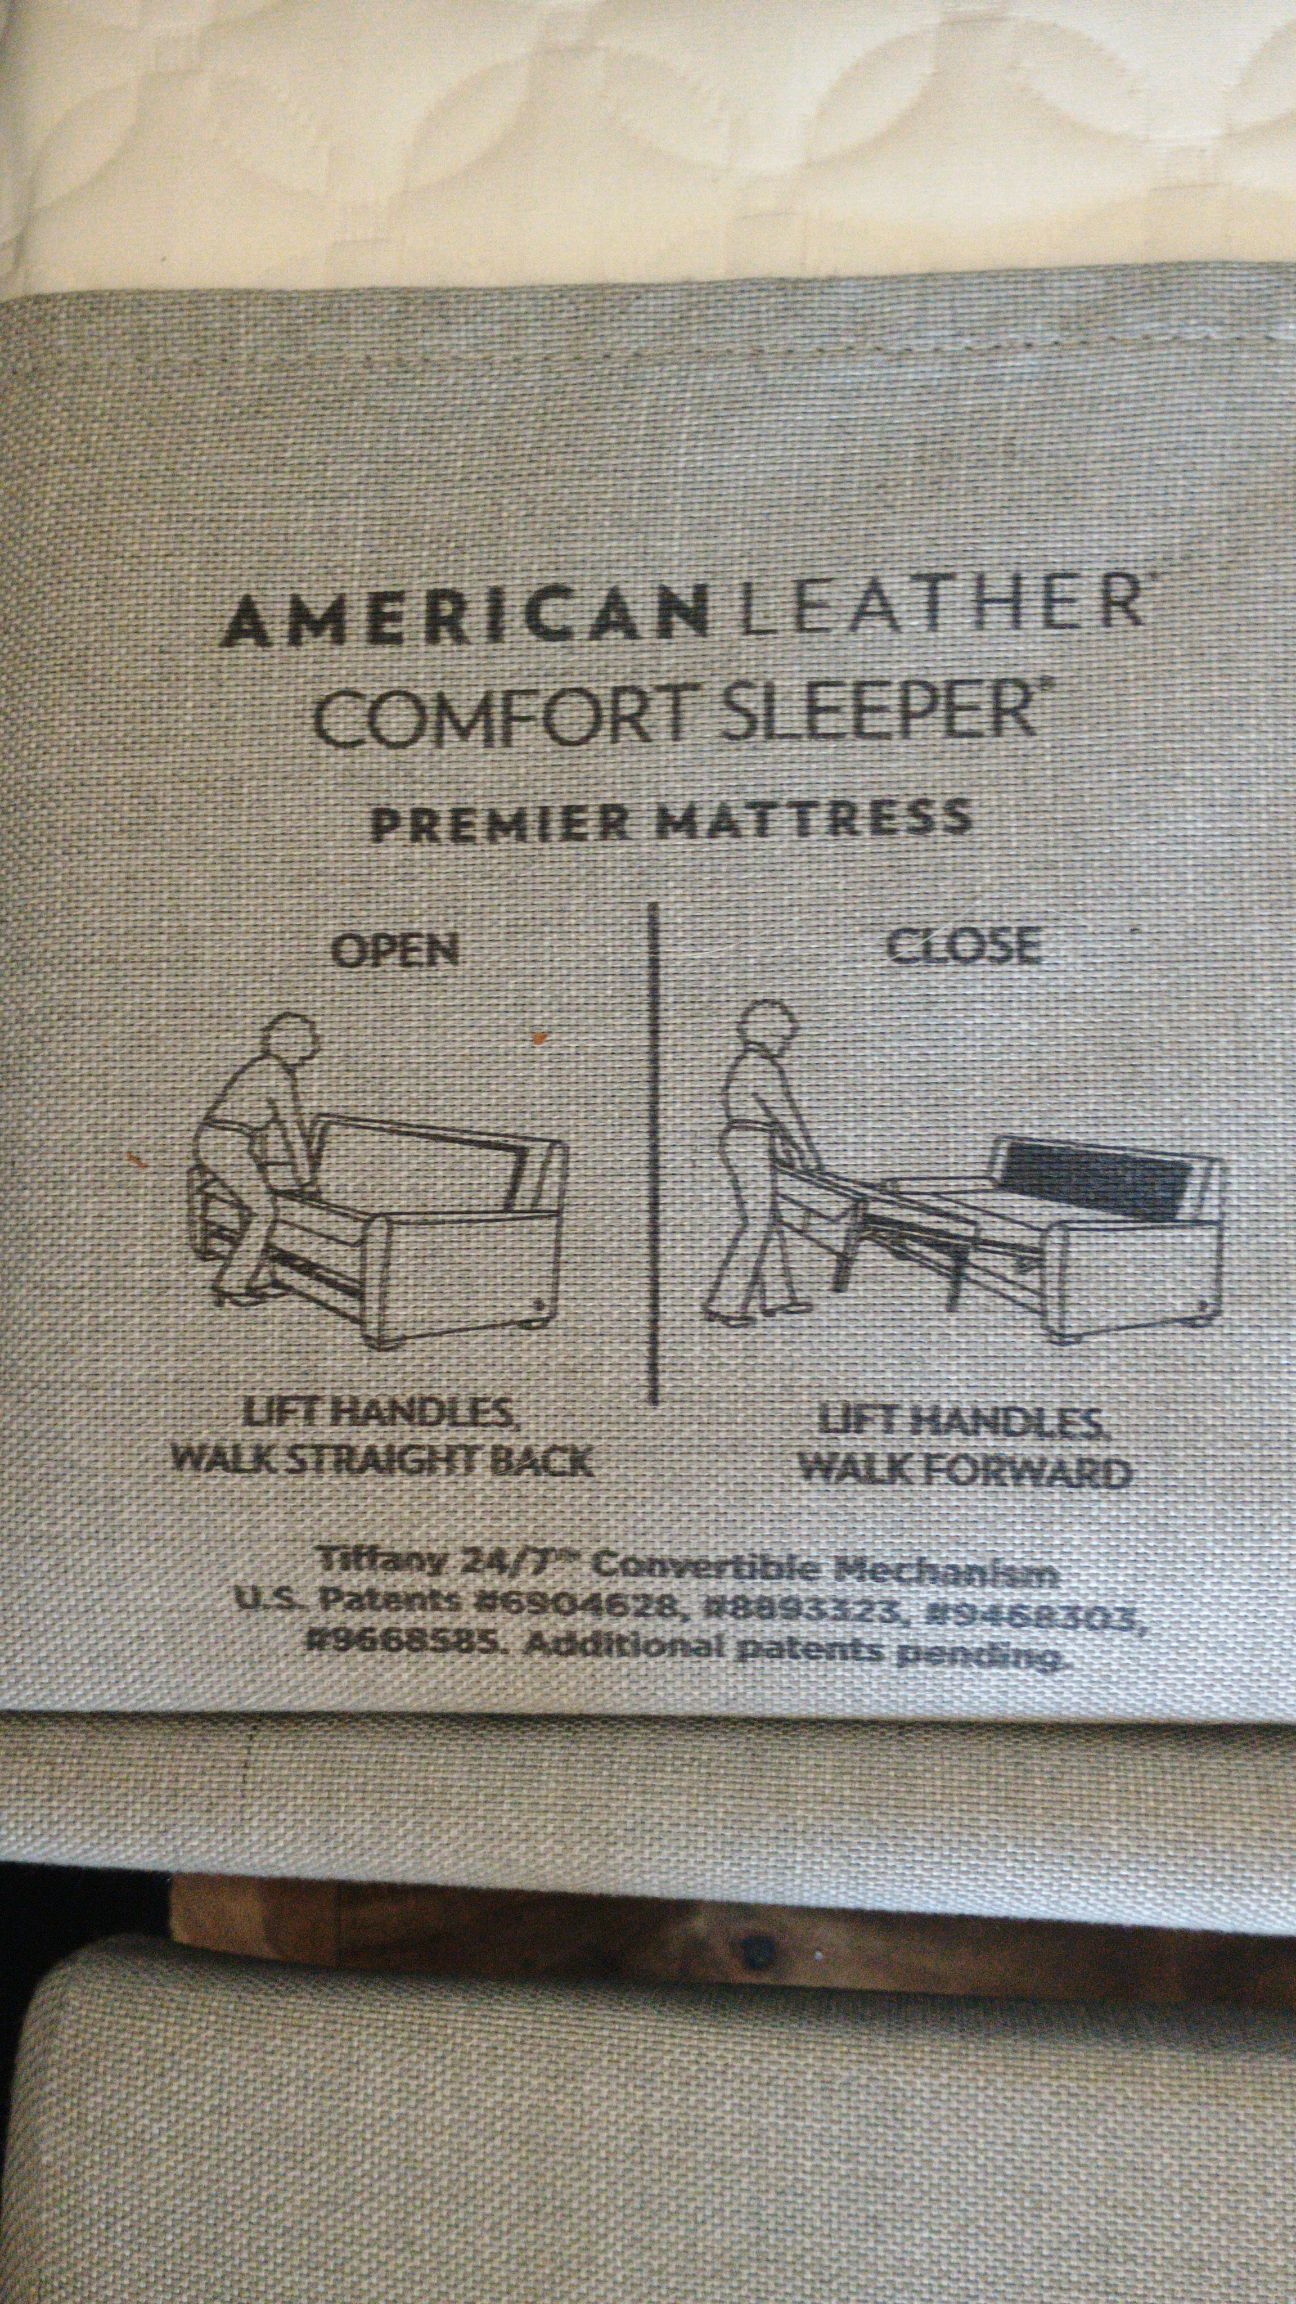 AMERICAN LEATHER®
COMFORT SLEEPER®
PREMIER MATTRESS
OPEN
CLOSE
LIFT HANDLES,
WALK STRAIGHT BACK
LIFT HANDLES,
WALK FORWARD
Tiffany 24/7™ Convertible Mechanism
U.S. Patents #6904628, #8893323, #9468303,
#9668585. Additional patents pending.